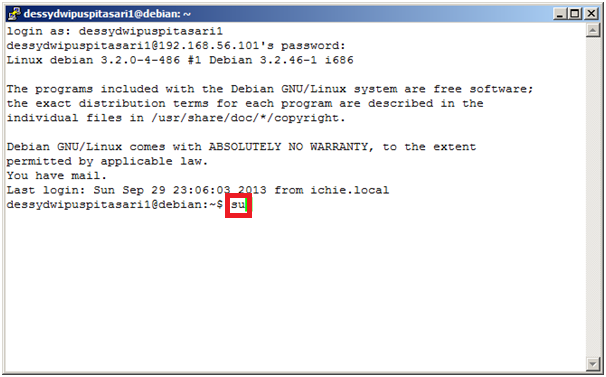 dessydwipuspitasari1@debian: ~
login as: dessydwipuspitasari1
dessydwipuspitasari1@192.168.56.101's password:
Linux debian 3.2.0-4-486 #1 Debian 3.2.46-1 i686
The programs included with the Debian GNU/Linux system are free software;
the exact distribution terms for each program are described in the
individual files in /usr/share/doc/*/copyright.
Debian GNU/Linux comes with ABSOLUTELY NO WARRANTY, to the extent
permitted by applicable law.
You have mail.
Last login: Sun Sep 29 23:06:03 2013 from ichie.local
dessydwipuspitasari1@debian:~$ su